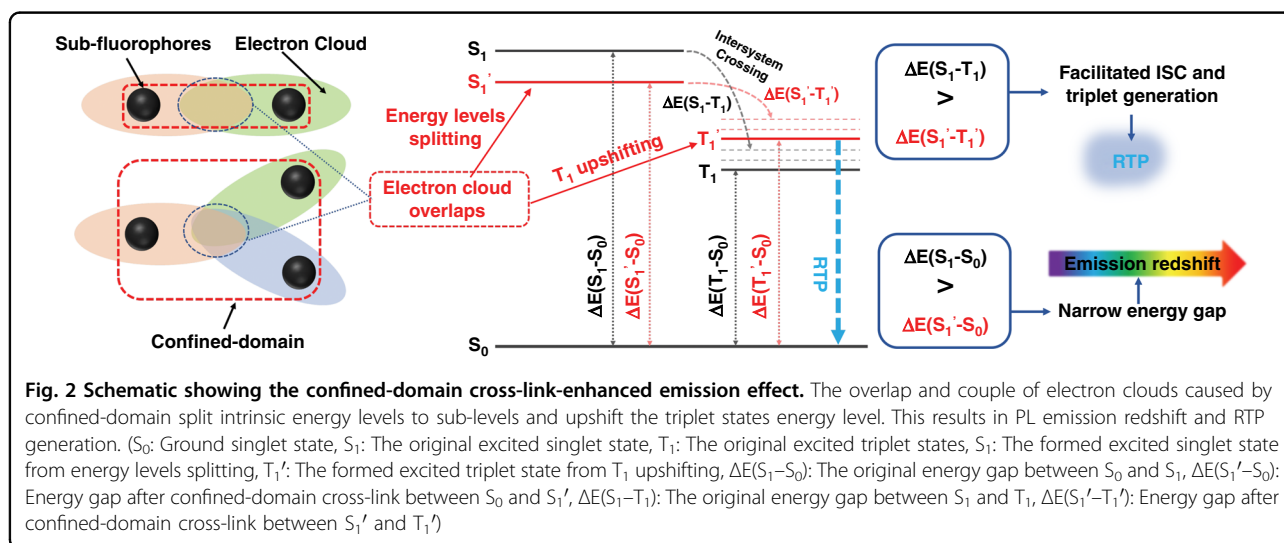 Sub-fluorophores
Electron Cloud
Confined-domain
S₁
S₁'
Energy levels
splitting
Electron cloud
overlaps
T₁ upshifting
Intersystem
Crossing
ΔE(S₁-T₁)
ΔE(S₁'-T₁')
T₁'
T₁
ΔE(S₁-S₀)
ΔE(S₁'-S₀)
ΔE(T₁-S₀)
ΔE(T₁'-S₀)
RTP
S₀
ΔE(S₁-T₁)
>
ΔE(S₁'-T₁')
Facilitated ISC and
triplet generation
RTP
ΔE(S₁-S₀)
>
ΔE(S₁'-S₀)
Emission redshift
Narrow energy gap
Fig. 2 Schematic showing the confined-domain cross-link-enhanced emission effect. The overlap and couple of electron clouds caused by
confined-domain split intrinsic energy levels to sub-levels and upshift the triplet states energy level. This results in PL emission redshift and RTP
generation. (S₀: Ground singlet state, S₁: The original excited singlet state, T₁: The original excited triplet states, S₁: The formed excited singlet state
from energy levels splitting, T₁′: The formed excited triplet state from T₁ upshifting, ΔE(S₁–S₀): The original energy gap between S₀ and S₁, ΔE(S₁′–S₀):
Energy gap after confined-domain cross-link between S₀ and S₁′, ΔE(S₁–T₁): The original energy gap between S₁ and T₁, ΔE(S₁′–T₁′): Energy gap after
confined-domain cross-link between S₁′ and T₁′)